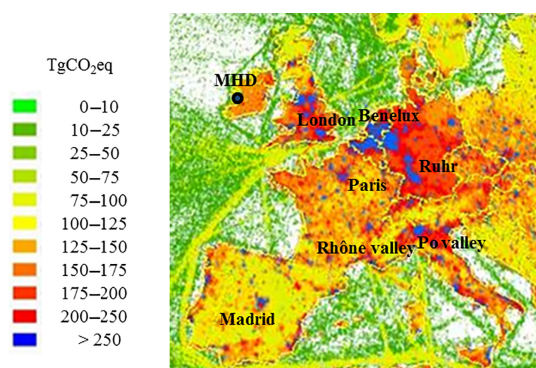 TgCO₂eq
0–10
10–25
25–50
50–75
75–100
100–125
125–150
150–175
175–200
200–250
> 250
MHD
London
Benelux
Ruhr
Paris
Rhône valley
Po valley
Madrid